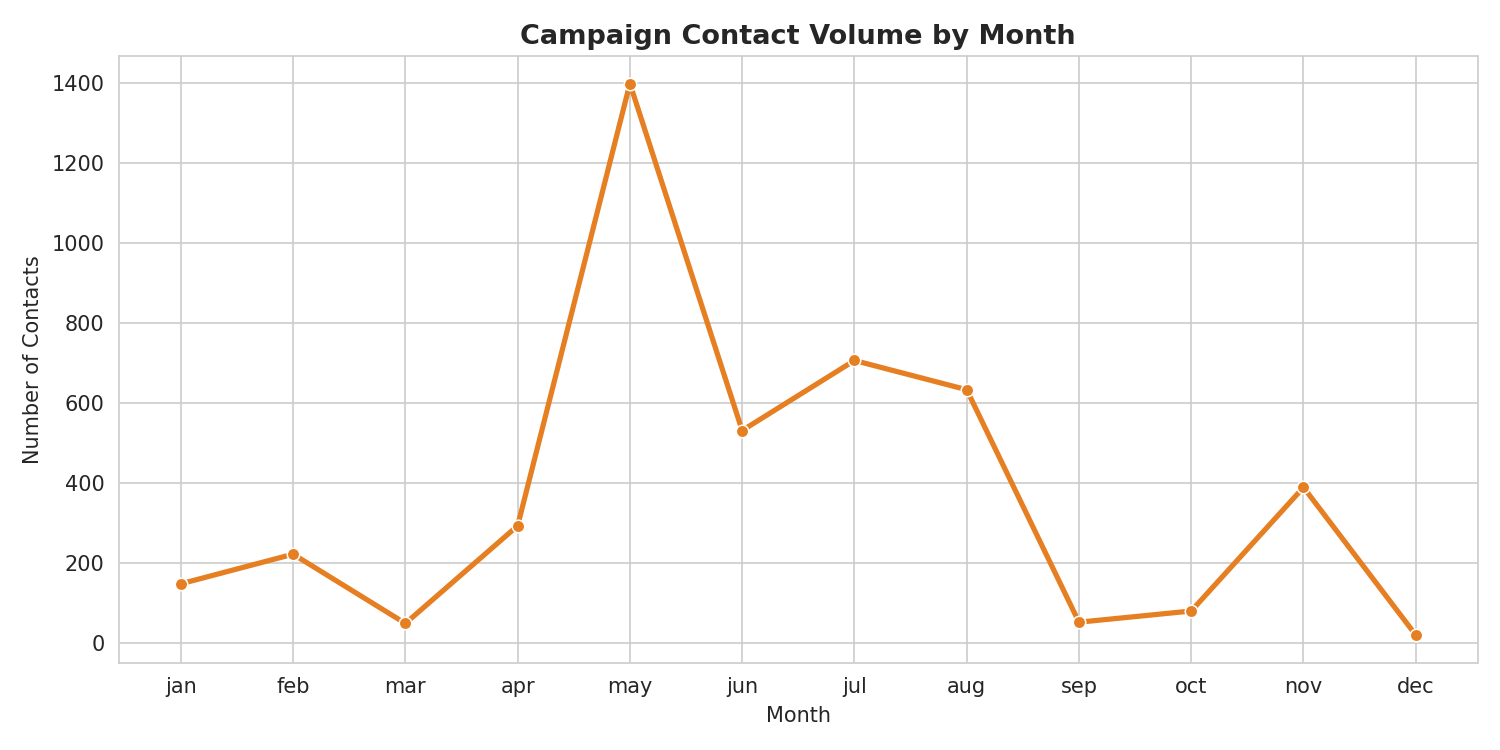 Campaign Contact Volume by Month
Number of Contacts
1400
1200
1000
800
600
400
200
0
jan feb mar apr may jun jul aug sep oct nov dec
Month